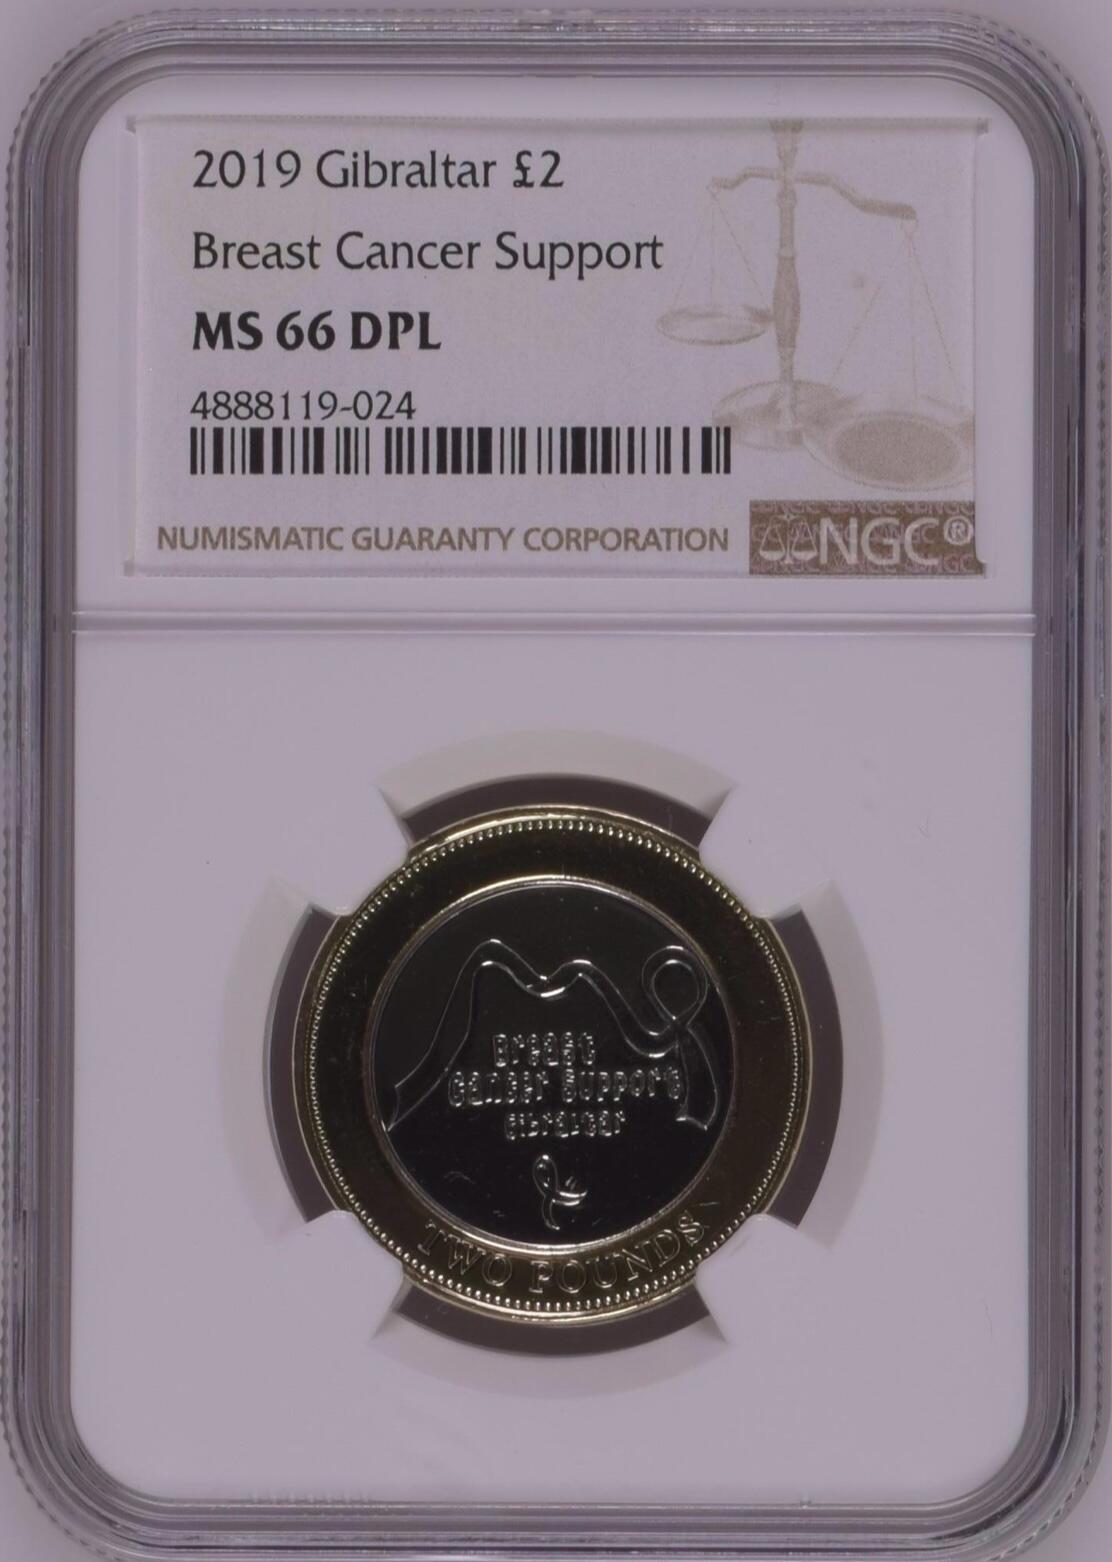 2019 Gibraltar £2
Breast Cancer Support
MS 66 DPL
4888119-024
NUMISMATIC GUARANTY CORPORATION
NGC®
Breast
Cancer Support
Gibraltar
TWO POUNDS